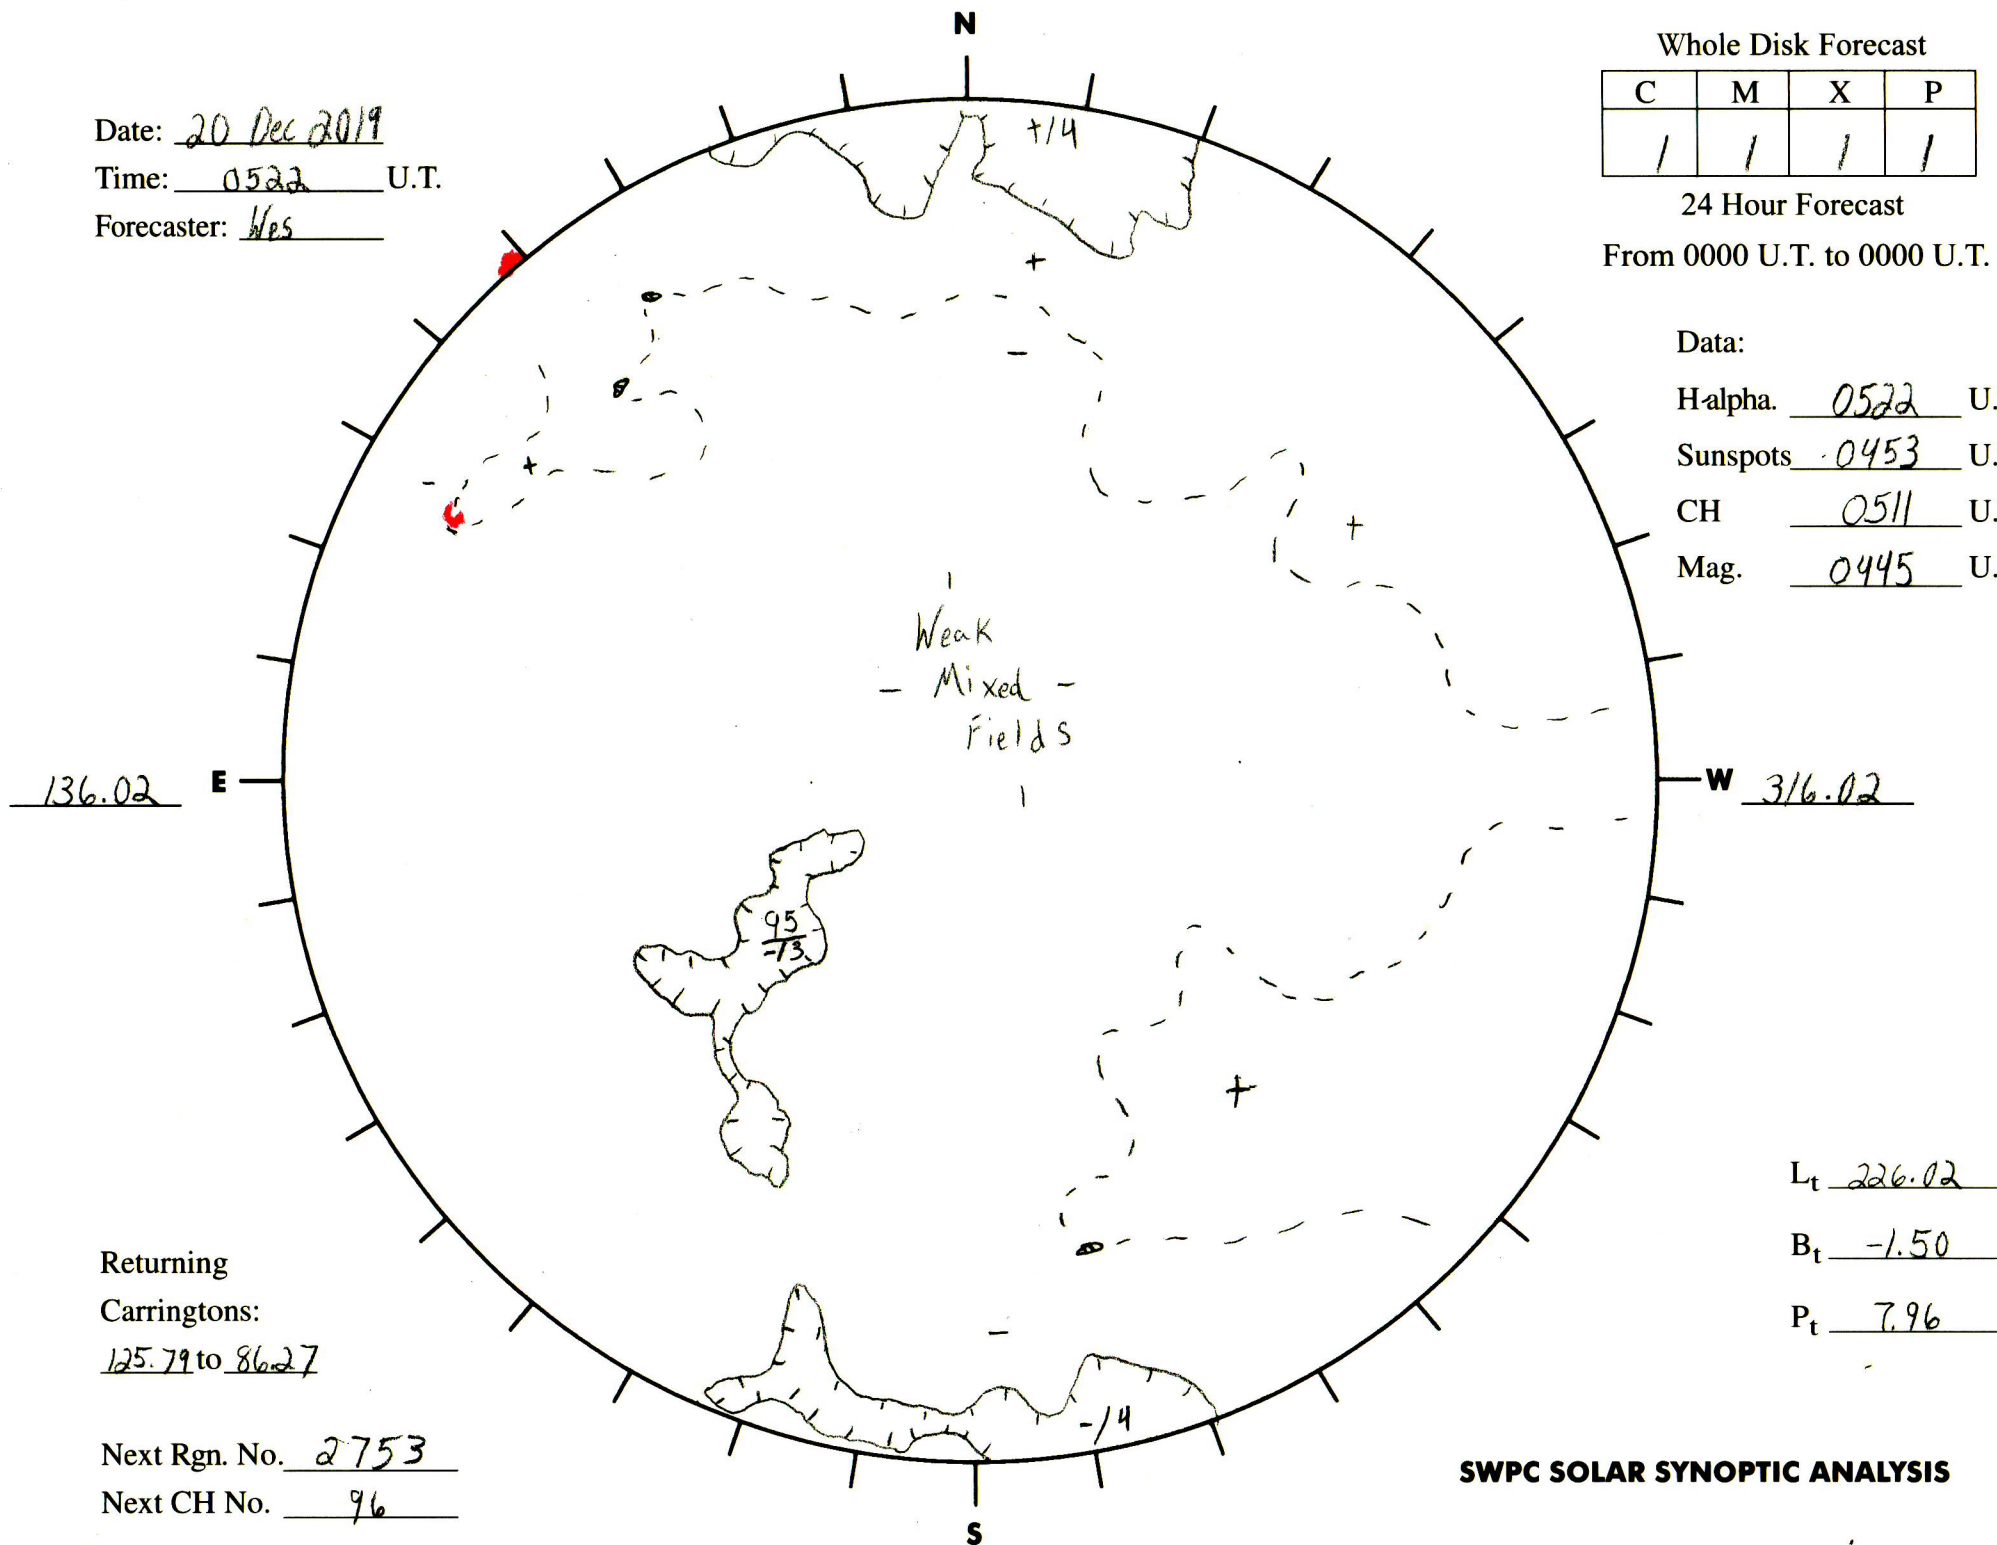 N
Whole Disk Forecast
C M X P
1 1 1 1
24 Hour Forecast
From 0000 U.T. to 0000 U.T.
Date: 20 Dec 2019
Time: 0522 U.T.
Forecaster: Wes
+14
+
-
Data:
H-alpha. 0522 U.
Sunspots 0453 U.
CH 0511 U.
Mag. 0445 U.
- +
+
Weak
- Mixed -
Fields
136.02 E
W 316.02
95
-13
+
Lt 226.02
Bt -1.50
Pt 7.96
Returning
Carringtons:
125.79 to 86.27
-
-14
Next Rgn. No. 2753
Next CH No. 96
SWPC SOLAR SYNOPTIC ANALYSIS
S